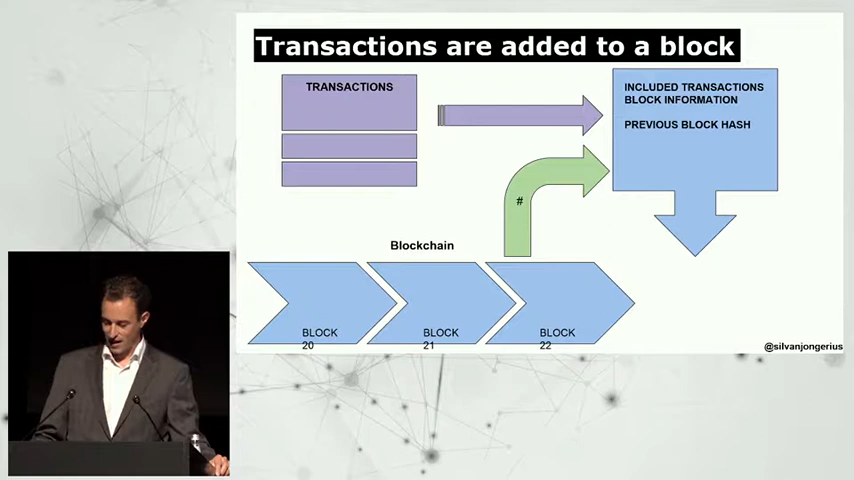 Transactions are added to a block
TRANSACTIONS
INCLUDED TRANSACTIONS
BLOCK INFORMATION
PREVIOUS BLOCK HASH
#
Blockchain
BLOCK
20
BLOCK
21
BLOCK
22
@silvanjongerius